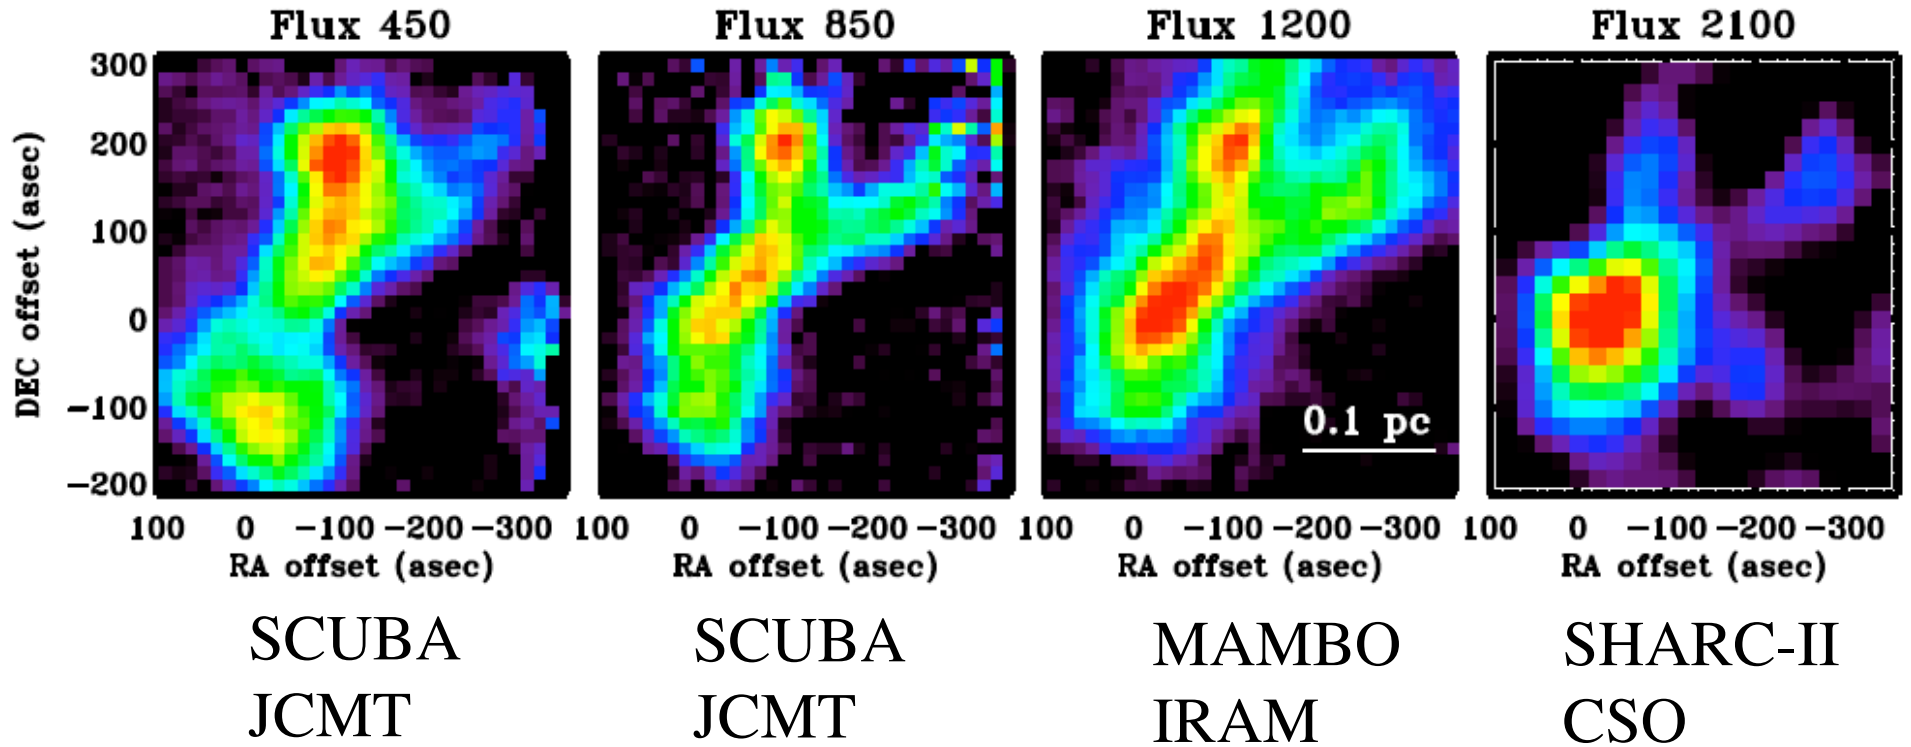 Flux 450
Flux 850
Flux 1200
Flux 2100
DEC offset (asec)
300
200
100
0
−100
−200
0.1 pc
100 0 −100 −200 −300
100 0 −100 −200 −300
100 0 −100 −200 −300
100 0 −100 −200 −300
RA offset (asec)
RA offset (asec)
RA offset (asec)
RA offset (asec)
SCUBA
JCMT
SCUBA
JCMT
MAMBO
IRAM
SHARC-II
CSO